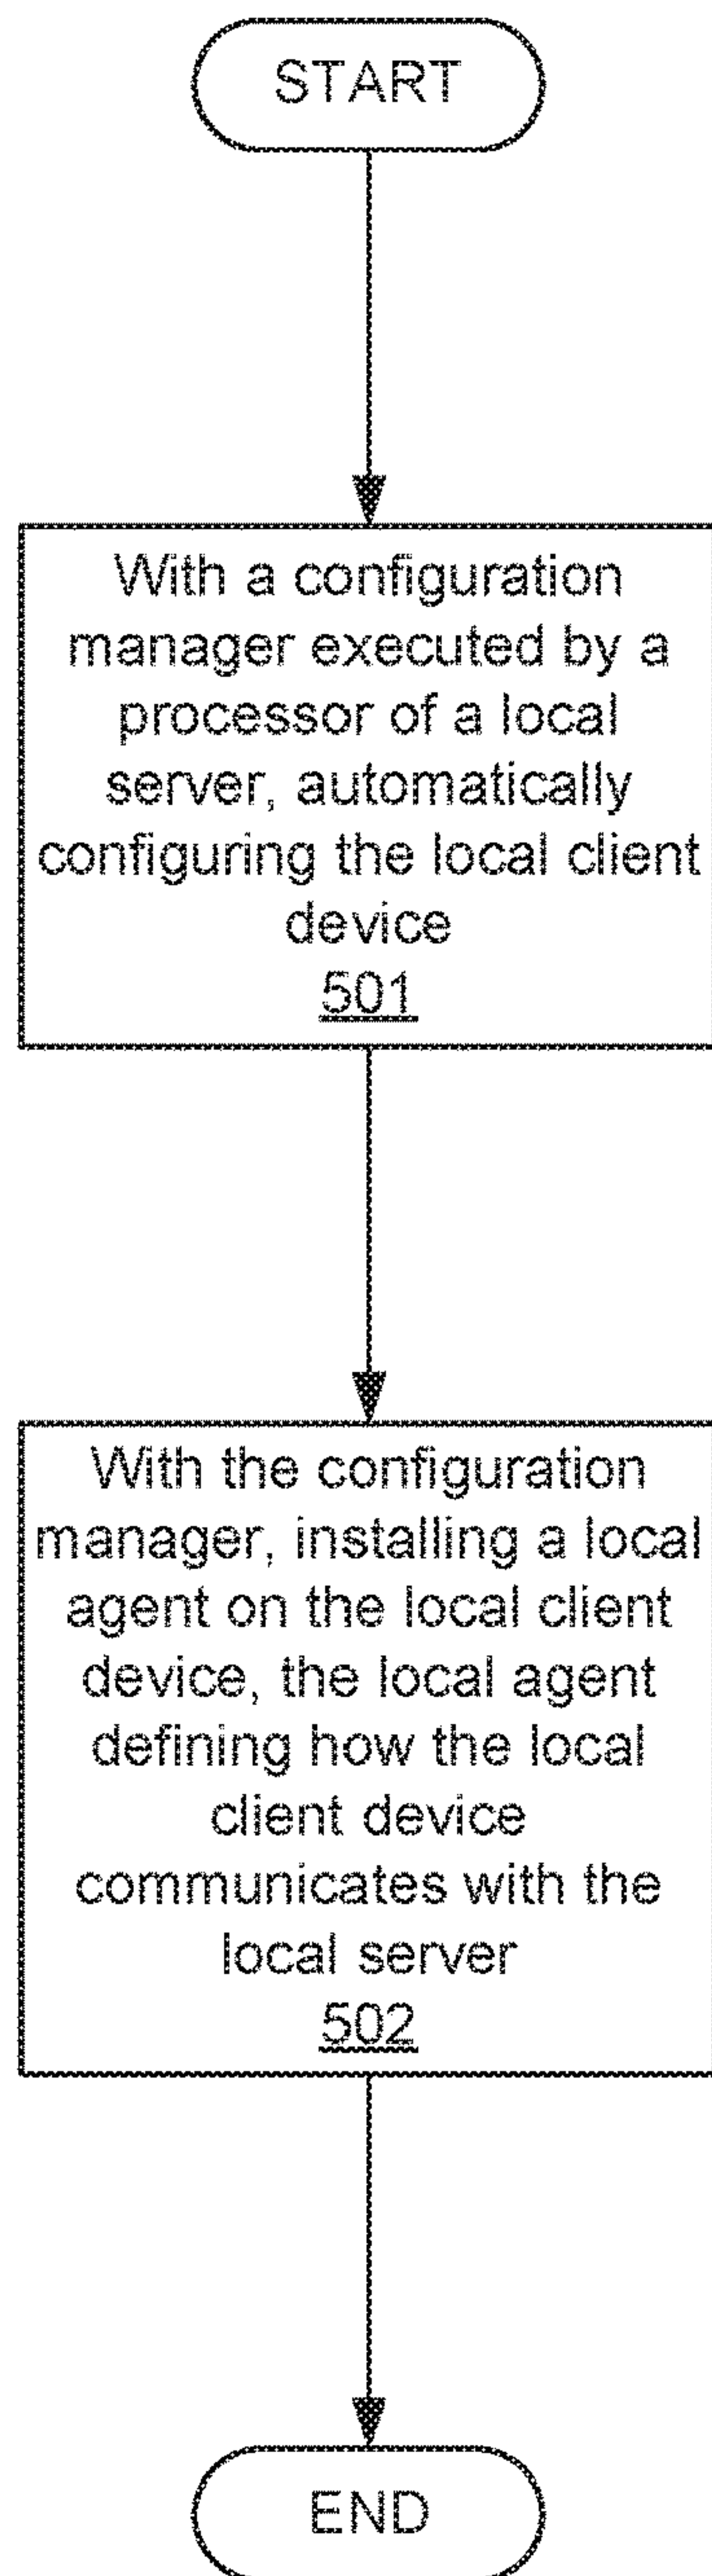 START
With a configuration
manager executed by a
processor of a local
server, automatically
configuring the local client
device
501
With the configuration
manager, installing a local
agent on the local client
device, the local agent
defining how the local
client device
communicates with the
local server
502
END